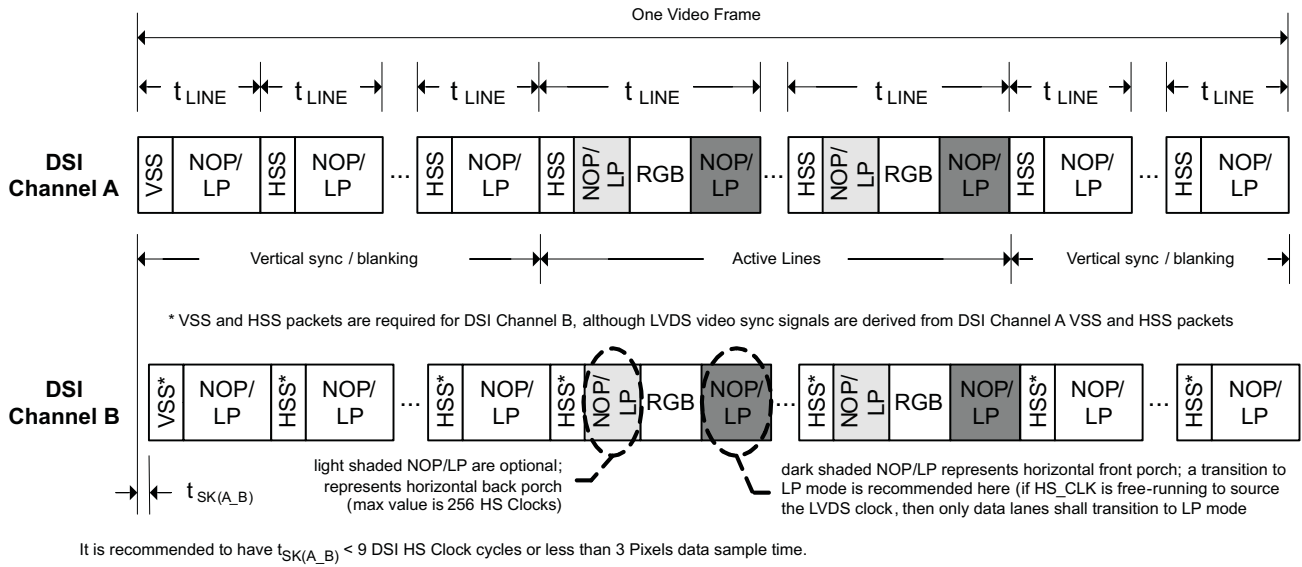 One Video Frame
t LINE t LINE t LINE t LINE t LINE t LINE t LINE
DSI
Channel A
VSS NOP/
LP HSS NOP/
LP ... HSS NOP/
LP HSS NOP/
LP RGB NOP/
LP ... HSS NOP/
LP RGB NOP/
LP HSS NOP/
LP ... HSS NOP/
LP
Vertical sync / blanking Active Lines Vertical sync / blanking
* VSS and HSS packets are required for DSI Channel B, although LVDS video sync signals are derived from DSI Channel A VSS and HSS packets
DSI
Channel B
VSS* NOP/
LP HSS* NOP/
LP ... HSS* NOP/
LP HSS* NOP/
LP RGB NOP/
LP ... HSS* NOP/
LP RGB NOP/
LP HSS* NOP/
LP ... HSS* NOP/
LP
t SK(A_B)
light shaded NOP/LP are optional;
represents horizontal back porch
(max value is 256 HS Clocks)
dark shaded NOP/LP represents horizontal front porch; a transition to
LP mode is recommended here (if HS_CLK is free-running to source
the LVDS clock, then only data lanes shall transition to LP mode
It is recommended to have tSK(A_B) < 9 DSI HS Clock cycles or less than 3 Pixels data sample time.